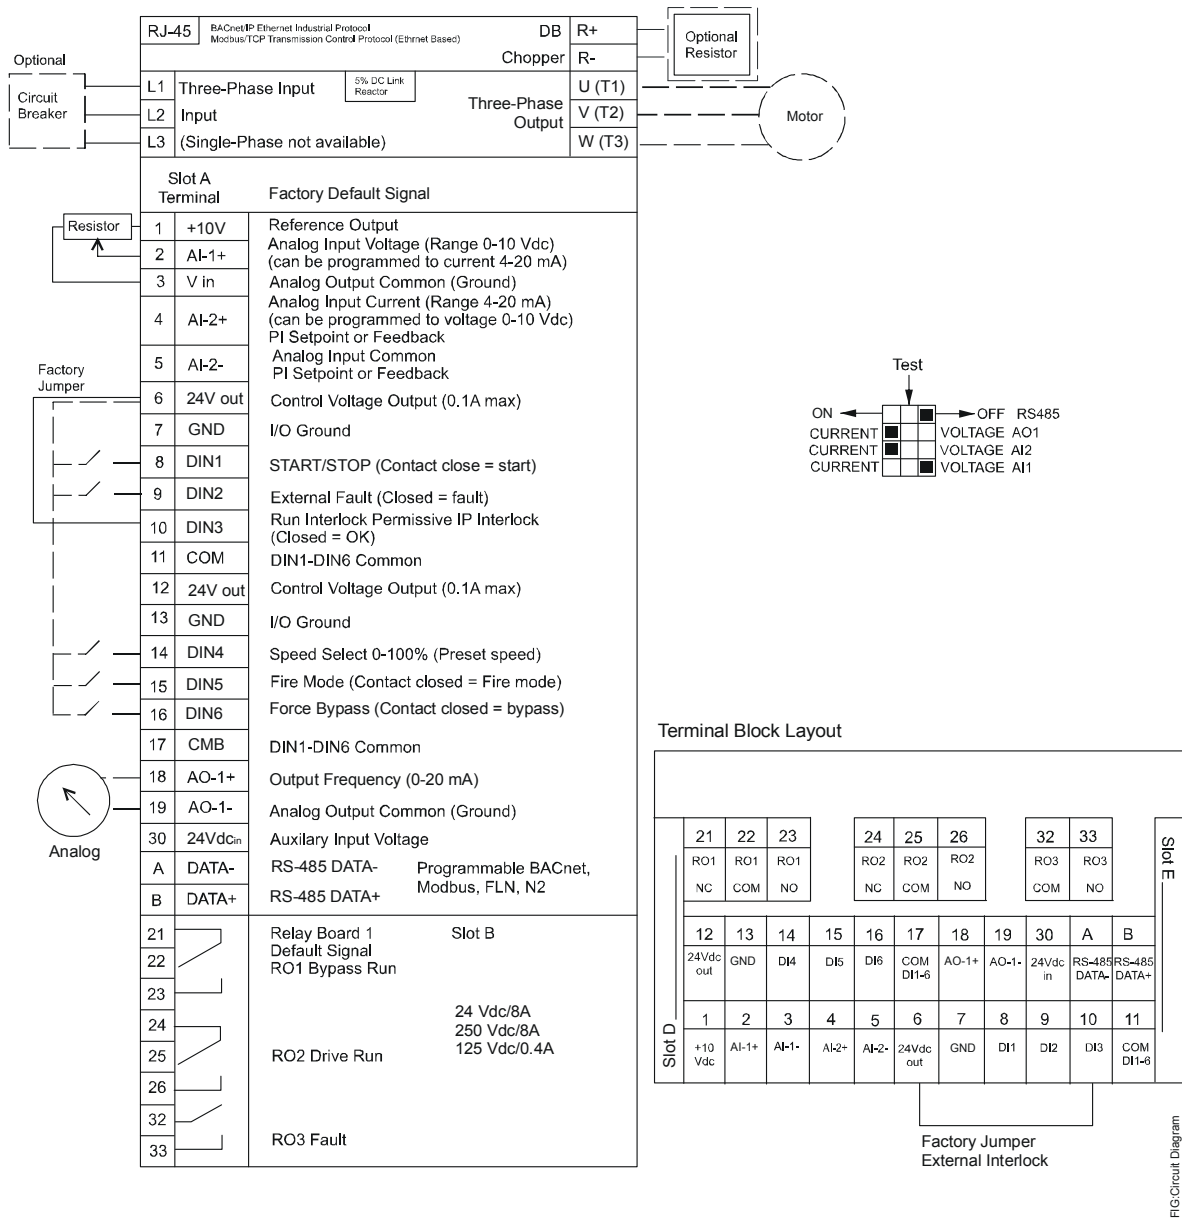 RJ-45 BACnet/IP Ethernet Industrial Protocol
Modbus/TCP Transmission Control Protocol (Ethrnet Based)
DB R+
Chopper R-
Optional
Resistor
Optional
Circuit
Breaker
L1 Three-Phase Input
5% DC Link
Reactor
U (T1)
L2 Input
Three-Phase
Output
V (T2)
L3 (Single-Phase not available)
W (T3)
Motor
Slot A
Terminal
Factory Default Signal
Resistor
1 +10V Reference Output
2 AI-1+ Analog Input Voltage (Range 0-10 Vdc)
(can be programmed to current 4-20 mA)
3 V in Analog Output Common (Ground)
4 AI-2+ Analog Input Current (Range 4-20 mA)
(can be programmed to voltage 0-10 Vdc)
PI Setpoint or Feedback
5 AI-2- Analog Input Common
PI Setpoint or Feedback
Factory
Jumper
6 24V out Control Voltage Output (0.1A max)
7 GND I/O Ground
8 DIN1 START/STOP (Contact close = start)
9 DIN2 External Fault (Closed = fault)
10 DIN3 Run Interlock Permissive IP Interlock
(Closed = OK)
11 COM DIN1-DIN6 Common
12 24V out Control Voltage Output (0.1A max)
13 GND I/O Ground
14 DIN4 Speed Select 0-100% (Preset speed)
15 DIN5 Fire Mode (Contact closed = Fire mode)
16 DIN6 Force Bypass (Contact closed = bypass)
17 CMB DIN1-DIN6 Common
18 AO-1+ Output Frequency (0-20 mA)
19 AO-1- Analog Output Common (Ground)
Analog
30 24Vdcin Auxilary Input Voltage
A DATA- RS-485 DATA-
B DATA+ RS-485 DATA+
Programmable BACnet,
Modbus, FLN, N2
21 Relay Board 1 Slot B
Default Signal
22 RO1 Bypass Run
23
24
25 RO2 Drive Run
24 Vdc/8A
250 Vdc/8A
125 Vdc/0.4A
26
32
33 RO3 Fault
Test
ON OFF RS485
CURRENT VOLTAGE AO1
CURRENT VOLTAGE AI2
CURRENT VOLTAGE AI1
Terminal Block Layout
21 22 23 24 25 26 32 33
RO1 RO1 RO1 RO2 RO2 RO2 RO3 RO3
NC COM NO NC COM NO COM NO
12 13 14 15 16 17 18 19 30 A B
24Vdc GND DI4 DI5 DI6 COM AO-1+ AO-1- 24Vdc RS-485 RS-485
out DI1-6 in DATA- DATA+
1 2 3 4 5 6 7 8 9 10 11
+10 AI-1+ AI-1- AI-2+ AI-2- 24Vdc GND DI1 DI2 DI3 COM
Vdc out DI1-6
Slot D
Slot E
Factory Jumper
External Interlock
FIG:Circuit Diagram